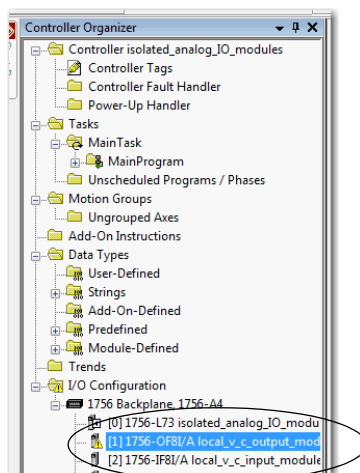 Controller Organizer
Controller isolated_analog_IO_modules
Controller Tags
Controller Fault Handler
Power-Up Handler
Tasks
MainTask
MainProgram
Unscheduled Programs / Phases
Motion Groups
Ungrouped Axes
Add-On Instructions
Data Types
User-Defined
Strings
Add-On-Defined
Predefined
Module-Defined
Trends
I/O Configuration
1756 Backplane, 1756-A4
[0] 1756-L73 isolated_analog_IO_modu
[1] 1756-OF8I/A local_v_c_output_mod
[2] 1756-IF8I/A local_v_c_input_module